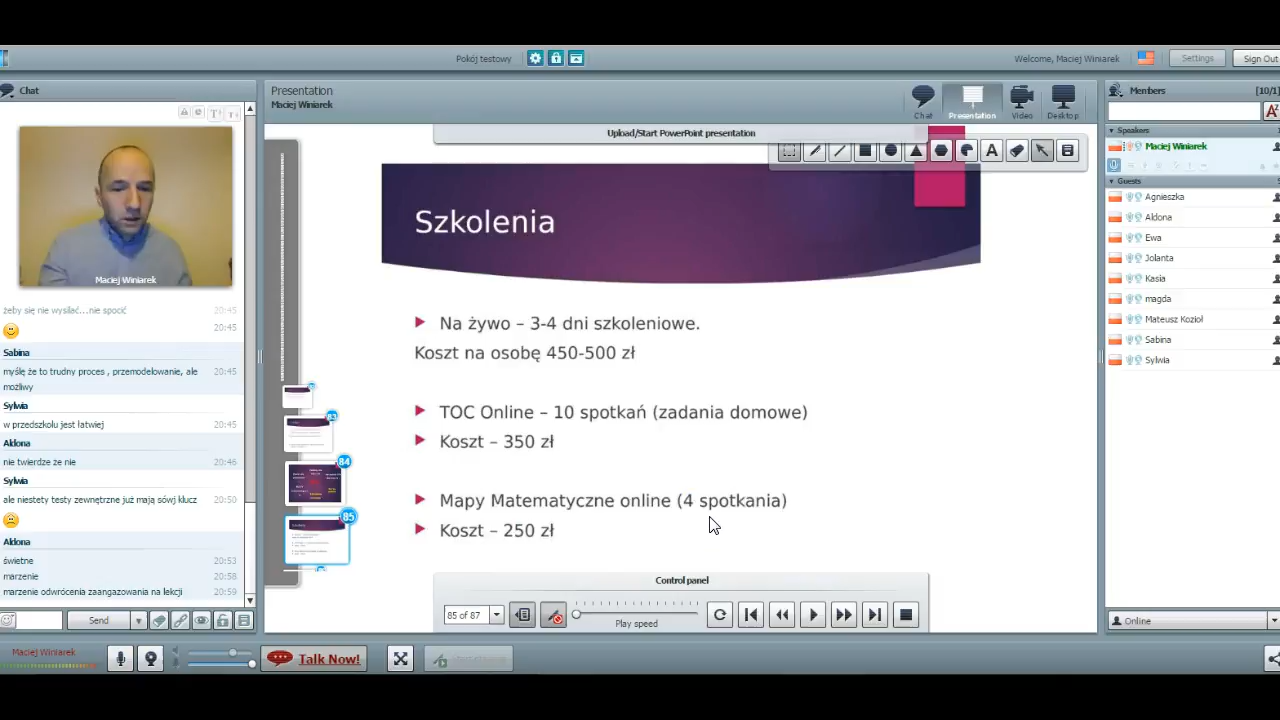 Pokój testowy
Welcome, Maciej Winiarek
Settings
Sign Out
Chat
Maciej Winiarek
żeby się nie wysilać...nie spocić 20:45
20:45
Sabina
myślę że to trudny proces , przemodelowanie, ale 20:45
możliwy
Sylwia
w przedszkolu jest łatwiej 20:45
Aldona
nie twierdze że nie 20:46
Sylwia
ale niestety testy zewnętrzne już mają sówj klucz 20:50
Aldona
świetne 20:53
marzenie 20:58
marzenie odwrócenia zaangazowania na lekcji 20:59
Send
Maciej Winiarek
Talk Now!
Presentation
Maciej Winiarek
Chat
Presentation
Video
Desktop
Upload/Start PowerPoint presentation
83
84
85
Szkolenia
Na żywo – 3-4 dni szkoleniowe.
Koszt na osobę 450-500 zł
TOC Online – 10 spotkań (zadania domowe)
Koszt – 350 zł
Mapy Matematyczne online (4 spotkania)
Koszt – 250 zł
Control panel
85 of 87
Play speed
Members
[10/1
Speakers
Maciej Winiarek
Guests
Agnieszka
Aldona
Ewa
Jolanta
Kasia
magda
Mateusz Kozioł
Sabina
Sylwia
Online